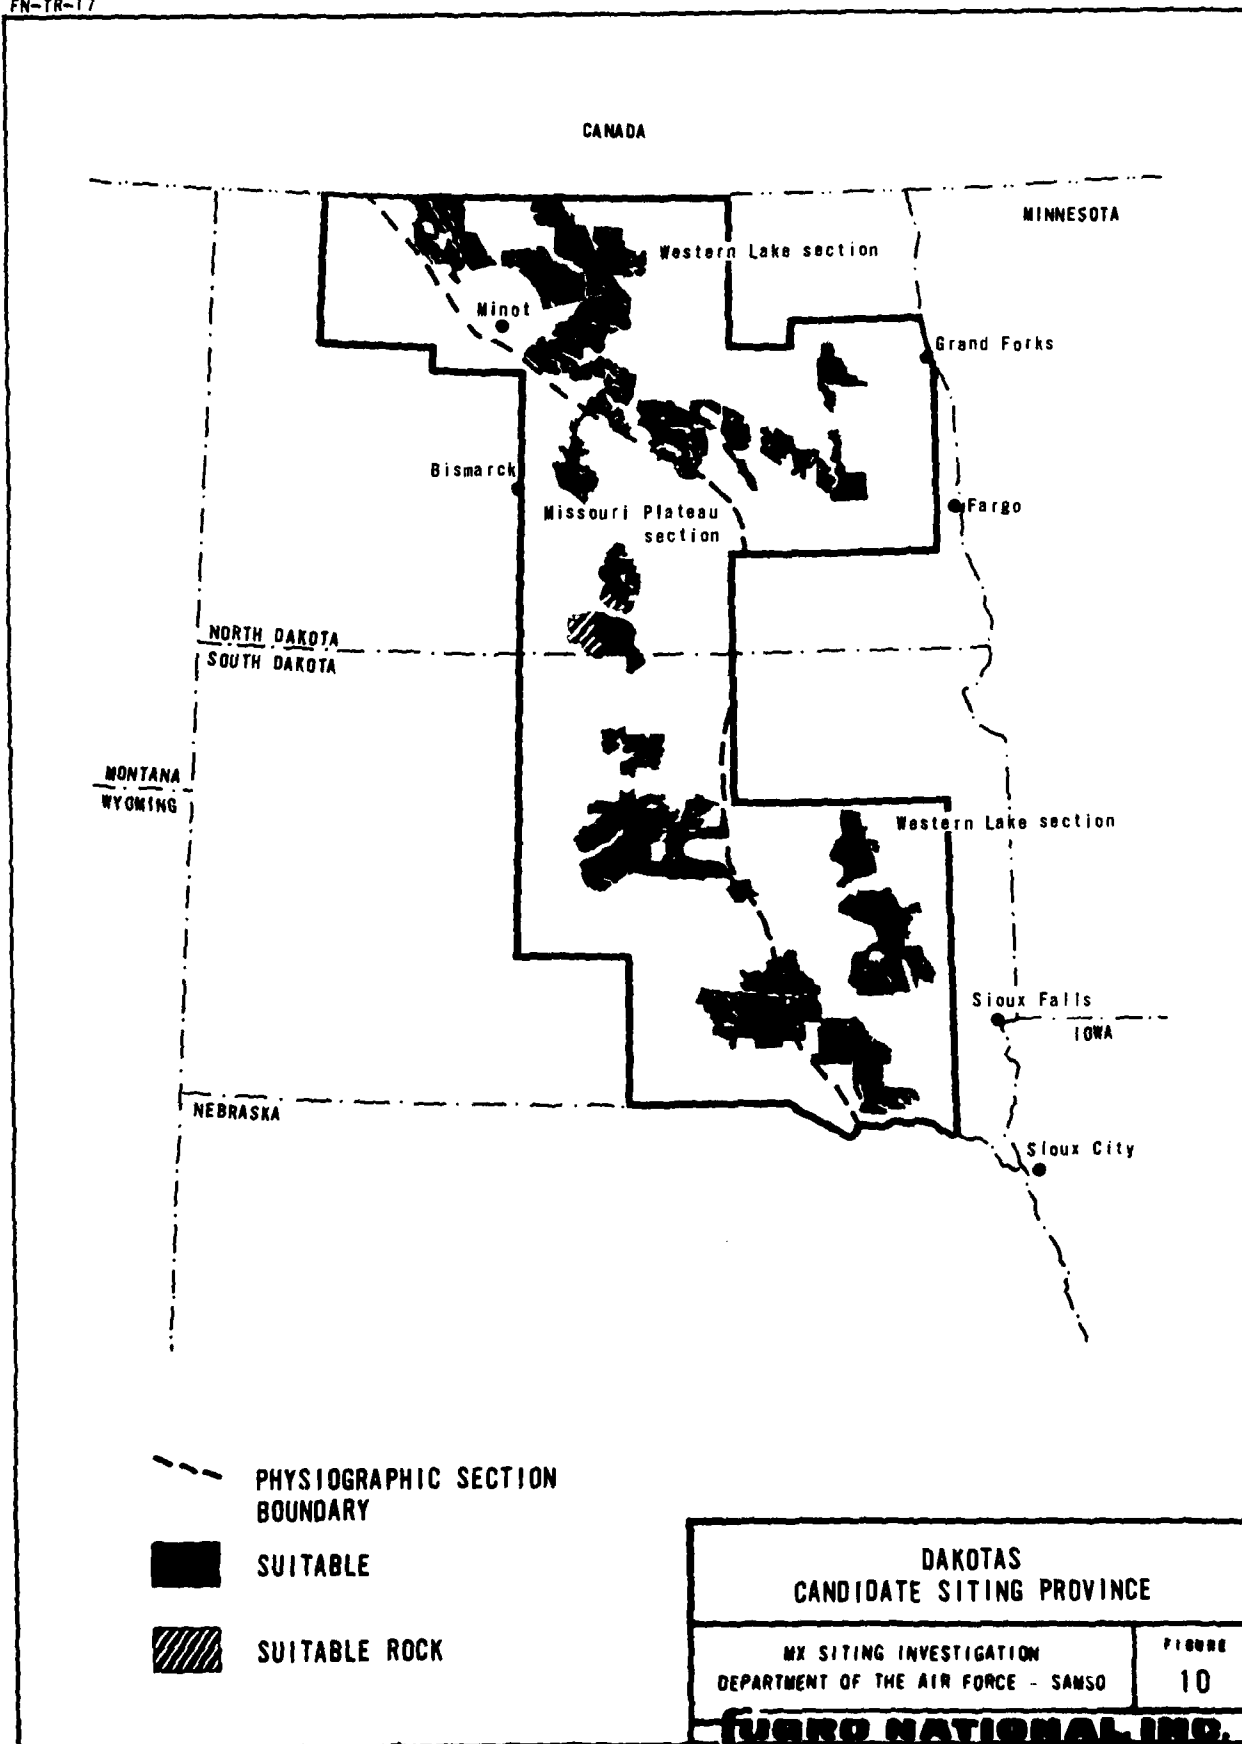 FN-TR-17
CANADA
MINNESOTA
Western Lake section
Minot
Grand Forks
Bismarck
Fargo
Missouri Plateau
section
NORTH DAKOTA
SOUTH DAKOTA
MONTANA
WYOMING
Western Lake section
Sioux Falls
IOWA
NEBRASKA
Sioux City
PHYSIOGRAPHIC SECTION
BOUNDARY
SUITABLE
SUITABLE ROCK
DAKOTAS
CANDIDATE SITING PROVINCE
MX SITING INVESTIGATION
DEPARTMENT OF THE AIR FORCE - SAMSO
FIGURE
10
FUGRO NATIONAL, INC.